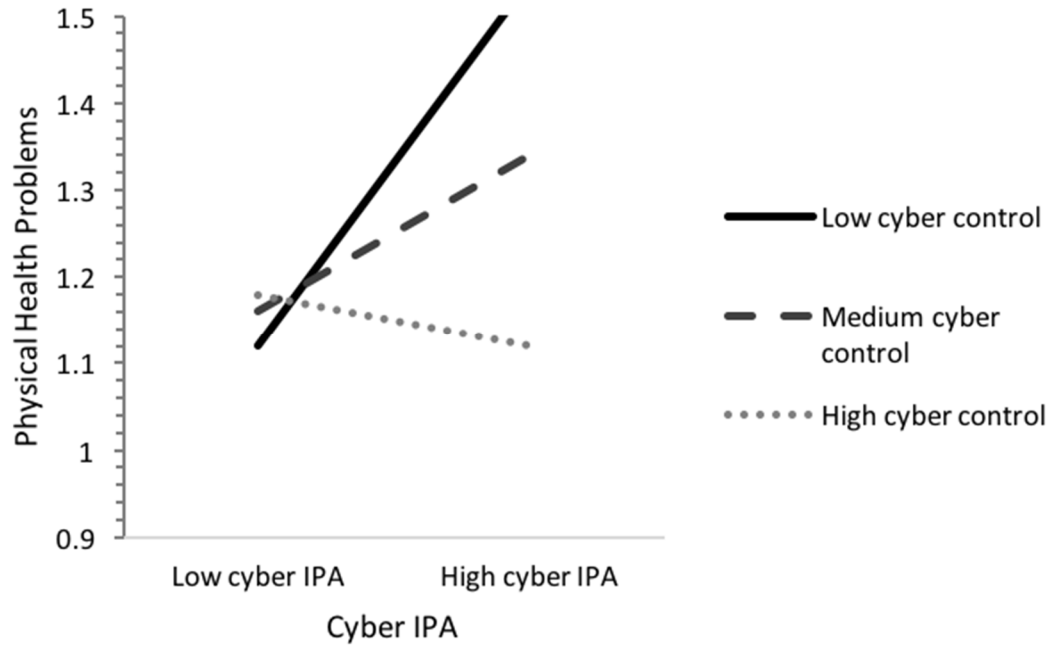 1.5
1.4
1.3
1.2
1.1
1
0.9
Physical Health Problems
Low cyber IPA
High cyber IPA
Cyber IPA
Low cyber control
Medium cyber
control
High cyber control